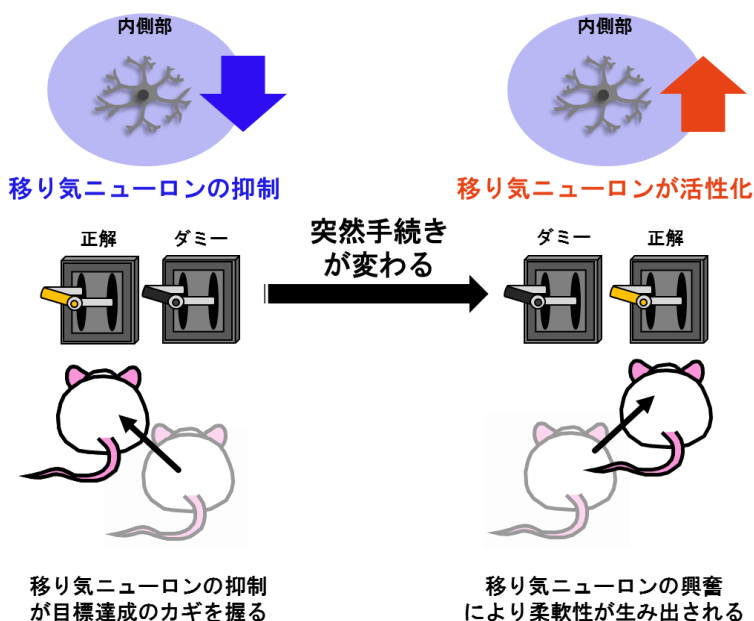 内側部
内側部
移り気ニューロンの抑制
移り気ニューロンが活性化
正解
ダミー
突然手続き
が変わる
ダミー
正解
移り気ニューロンの抑制
が目標達成のカギを握る
移り気ニューロンの興奮
により柔軟性が生み出される